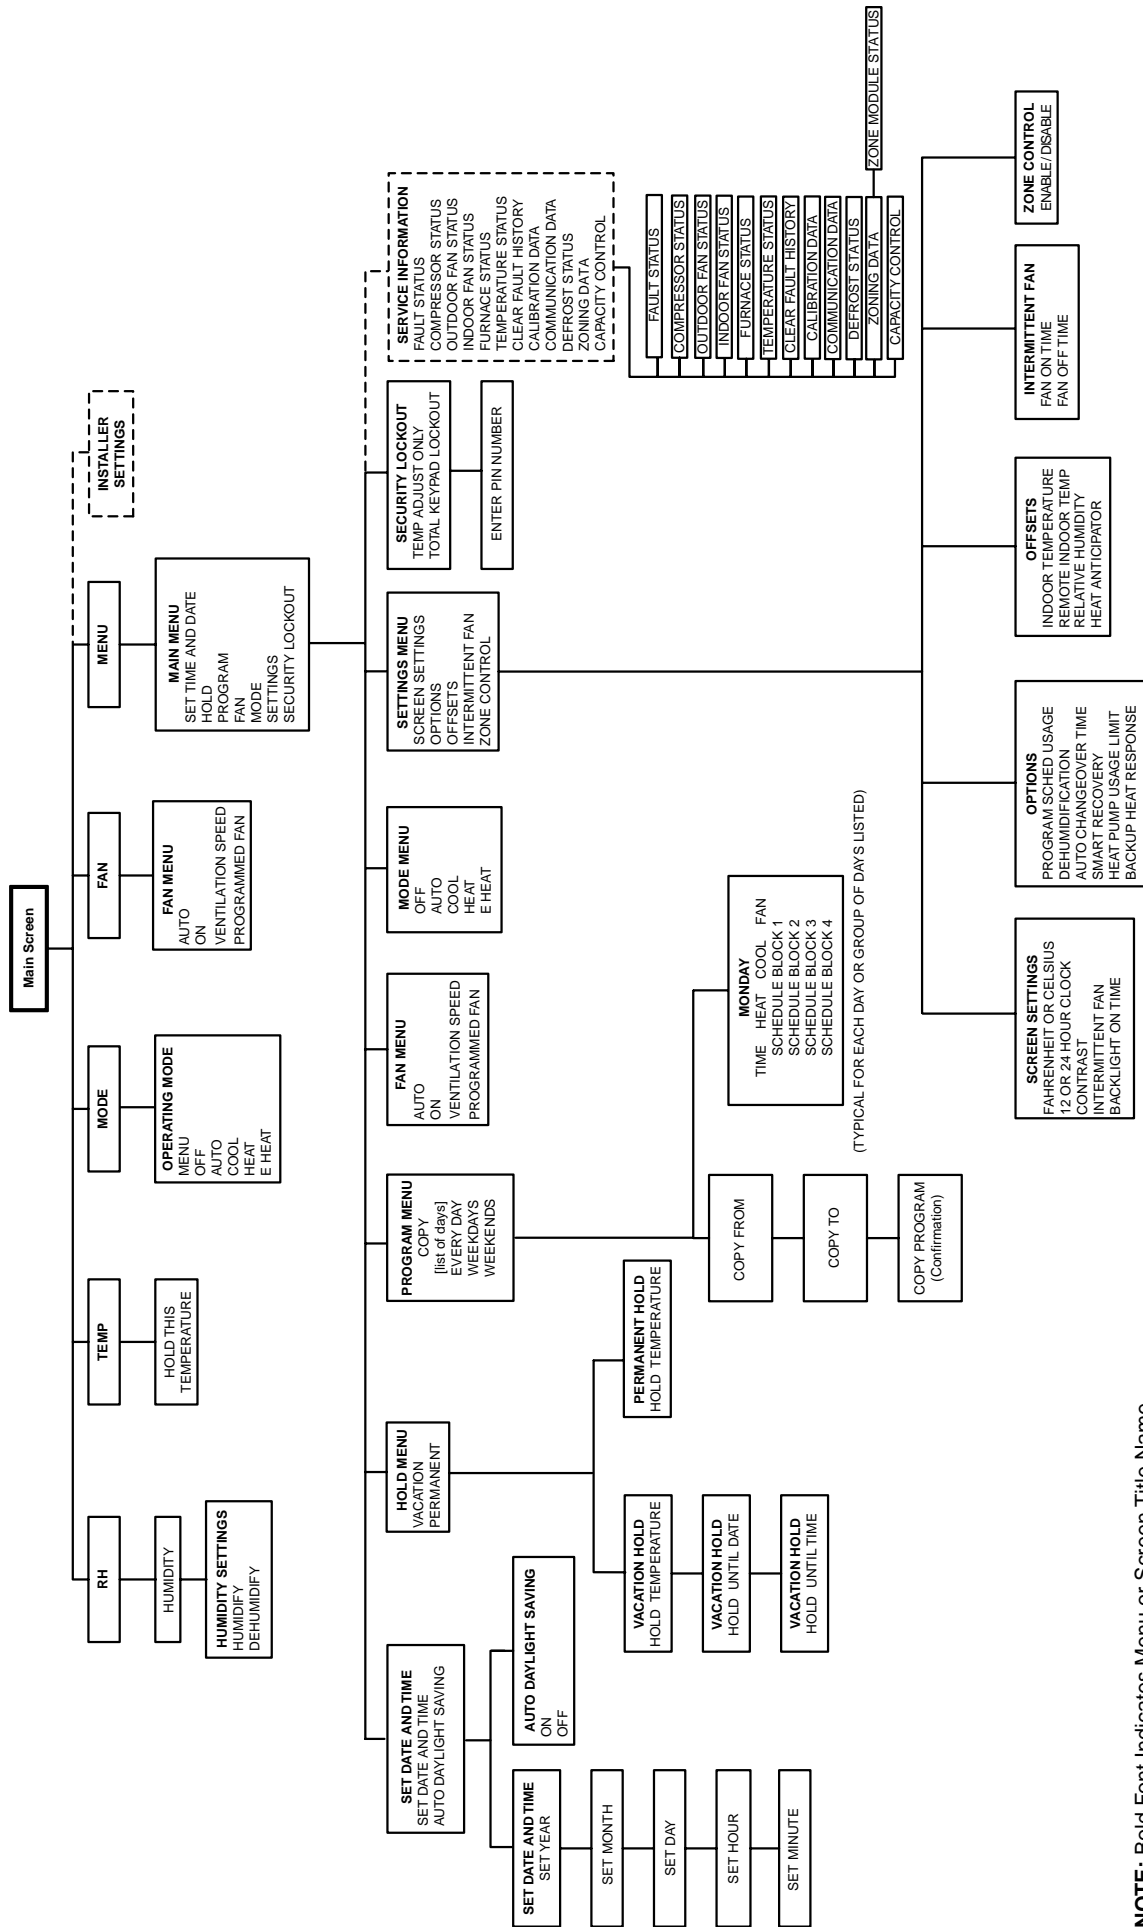 Main Screen
RH
TEMP
MODE
FAN
MENU
INSTALLER
SETTINGS
HUMIDITY
HUMIDITY SETTINGS
HUMIDIFY
DEHUMIDIFY
HOLD THIS
TEMPERATURE
OPERATING MODE
MENU
OFF
AUTO
COOL
HEAT
E HEAT
FAN MENU
AUTO
ON
VENTILATION SPEED
PROGRAMMED FAN
MAIN MENU
SET TIME AND DATE
HOLD
PROGRAM
FAN
MODE
SETTINGS
SECURITY LOCKOUT
SET DATE AND TIME
SET DATE AND TIME
AUTO DAYLIGHT SAVING
SET DATE AND TIME
SET YEAR
SET MONTH
SET DAY
SET HOUR
SET MINUTE
AUTO DAYLIGHT SAVING
ON
OFF
HOLD MENU
VACATION
PERMANENT
VACATION HOLD
HOLD TEMPERATURE
VACATION HOLD
HOLD UNTIL DATE
VACATION HOLD
HOLD UNTIL TIME
PERMANENT HOLD
HOLD TEMPERATURE
PROGRAM MENU
COPY
[list of days]
EVERY DAY
WEEKDAYS
WEEKENDS
COPY FROM
COPY TO
COPY PROGRAM
(Confirmation)
MONDAY
TIME HEAT COOL FAN
SCHEDULE BLOCK 1
SCHEDULE BLOCK 2
SCHEDULE BLOCK 3
SCHEDULE BLOCK 4
(TYPICAL FOR EACH DAY OR GROUP OF DAYS LISTED)
FAN MENU
AUTO
ON
VENTILATION SPEED
PROGRAMMED FAN
MODE MENU
OFF
AUTO
COOL
HEAT
E HEAT
SETTINGS MENU
SCREEN SETTINGS
OPTIONS
OFFSETS
INTERMITTENT FAN
ZONE CONTROL
SECURITY LOCKOUT
TEMP ADJUST ONLY
TOTAL KEYPAD LOCKOUT
ENTER PIN NUMBER
SERVICE INFORMATION
FAULT STATUS
COMPRESSOR STATUS
OUTDOOR FAN STATUS
INDOOR FAN STATUS
FURNACE STATUS
TEMPERATURE STATUS
CLEAR FAULT HISTORY
CALIBRATION DATA
COMMUNICATION DATA
DEFROST STATUS
ZONING DATA
CAPACITY CONTROL
FAULT STATUS
COMPRESSOR STATUS
OUTDOOR FAN STATUS
INDOOR FAN STATUS
FURNACE STATUS
TEMPERATURE STATUS
CLEAR FAULT HISTORY
CALIBRATION DATA
COMMUNICATION DATA
DEFROST STATUS
ZONING DATA
ZONE MODULE STATUS
CAPACITY CONTROL
SCREEN SETTINGS
FAHRENHEIT OR CELSIUS
12 OR 24 HOUR CLOCK
CONTRAST
INTERMITTENT FAN
BACKLIGHT ON TIME
OPTIONS
PROGRAM SCHED USAGE
DEHUMIDIFICATION
AUTO CHANGEOVER TIME
SMART RECOVERY
HEAT PUMP USAGE LIMIT
BACKUP HEAT RESPONSE
OFFSETS
INDOOR TEMPERATURE
REMOTE INDOOR TEMP
RELATIVE HUMIDITY
HEAT ANTICIPATOR
INTERMITTENT FAN
FAN ON TIME
FAN OFF TIME
ZONE CONTROL
ENABLE/DISABLE
NOTE: Bold Font Indicates Menu or Screen Title Name